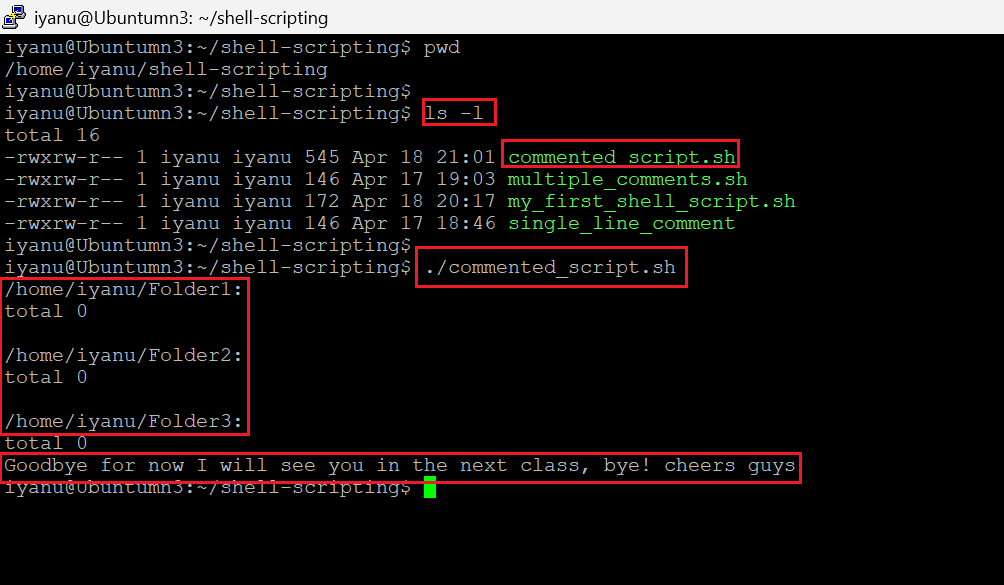 iyanu@Ubuntumn3: ~/shell-scripting
iyanu@Ubuntumn3:~/shell-scripting$ pwd
/home/iyanu/shell-scripting
iyanu@Ubuntumn3:~/shell-scripting$
iyanu@Ubuntumn3:~/shell-scripting$ ls -l
total 16
-rwxrw-r-- 1 iyanu iyanu 545 Apr 18 21:01 commented_script.sh
-rwxrw-r-- 1 iyanu iyanu 146 Apr 17 19:03 multiple_comments.sh
-rwxrw-r-- 1 iyanu iyanu 172 Apr 18 20:17 my_first_shell_script.sh
-rwxrw-r-- 1 iyanu iyanu 146 Apr 17 18:46 single_line_comment
iyanu@Ubuntumn3:~/shell-scripting$
iyanu@Ubuntumn3:~/shell-scripting$ ./commented_script.sh
/home/iyanu/Folder1:
total 0
/home/iyanu/Folder2:
total 0
/home/iyanu/Folder3:
total 0
Goodbye for now I will see you in the next class, bye! cheers guys
iyanu@Ubuntumn3:~/shell-scripting$